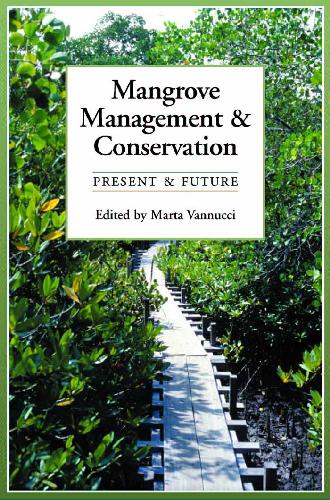 Mangrove
Management &
Conservation
PRESENT & FUTURE
Edited by Marta Vannucci